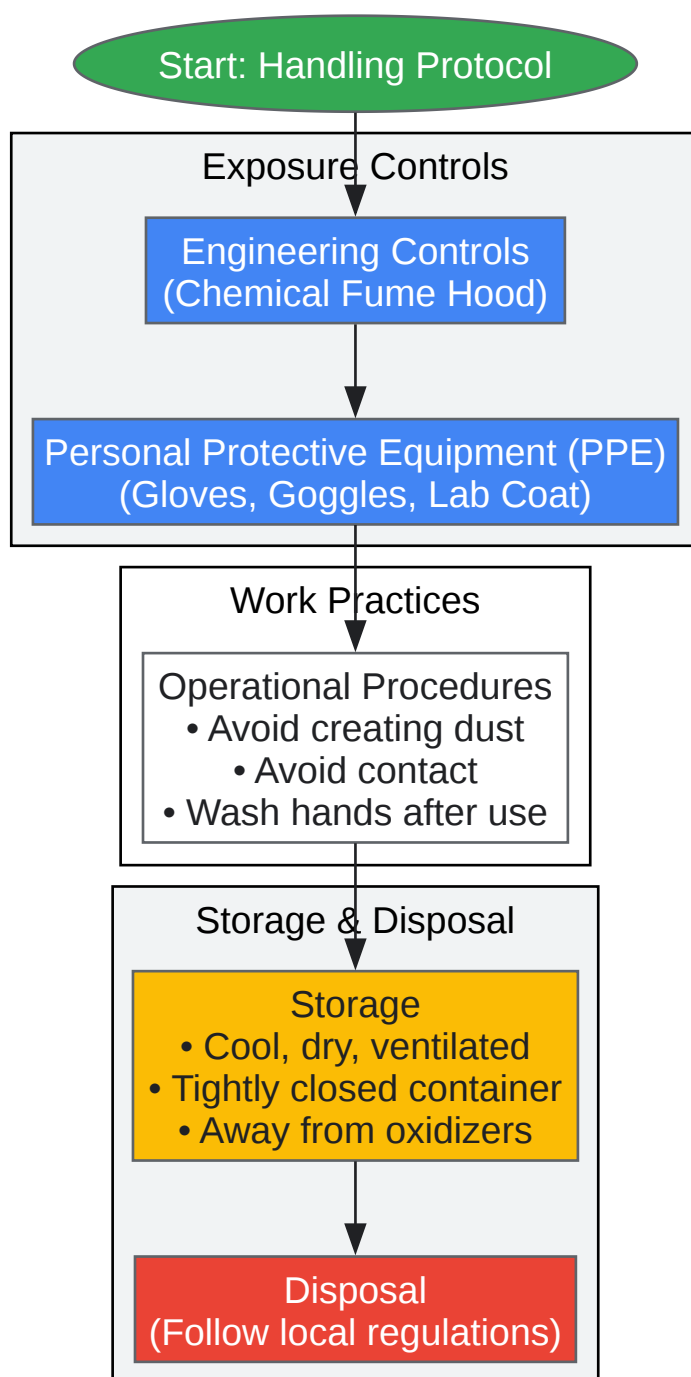 Start: Handling Protocol
Exposure Controls
Engineering Controls
(Chemical Fume Hood)
Personal Protective Equipment (PPE)
(Gloves, Goggles, Lab Coat)
Work Practices
Operational Procedures
• Avoid creating dust
• Avoid contact
• Wash hands after use
Storage & Disposal
Storage
• Cool, dry, ventilated
• Tightly closed container
• Away from oxidizers
Disposal
(Follow local regulations)